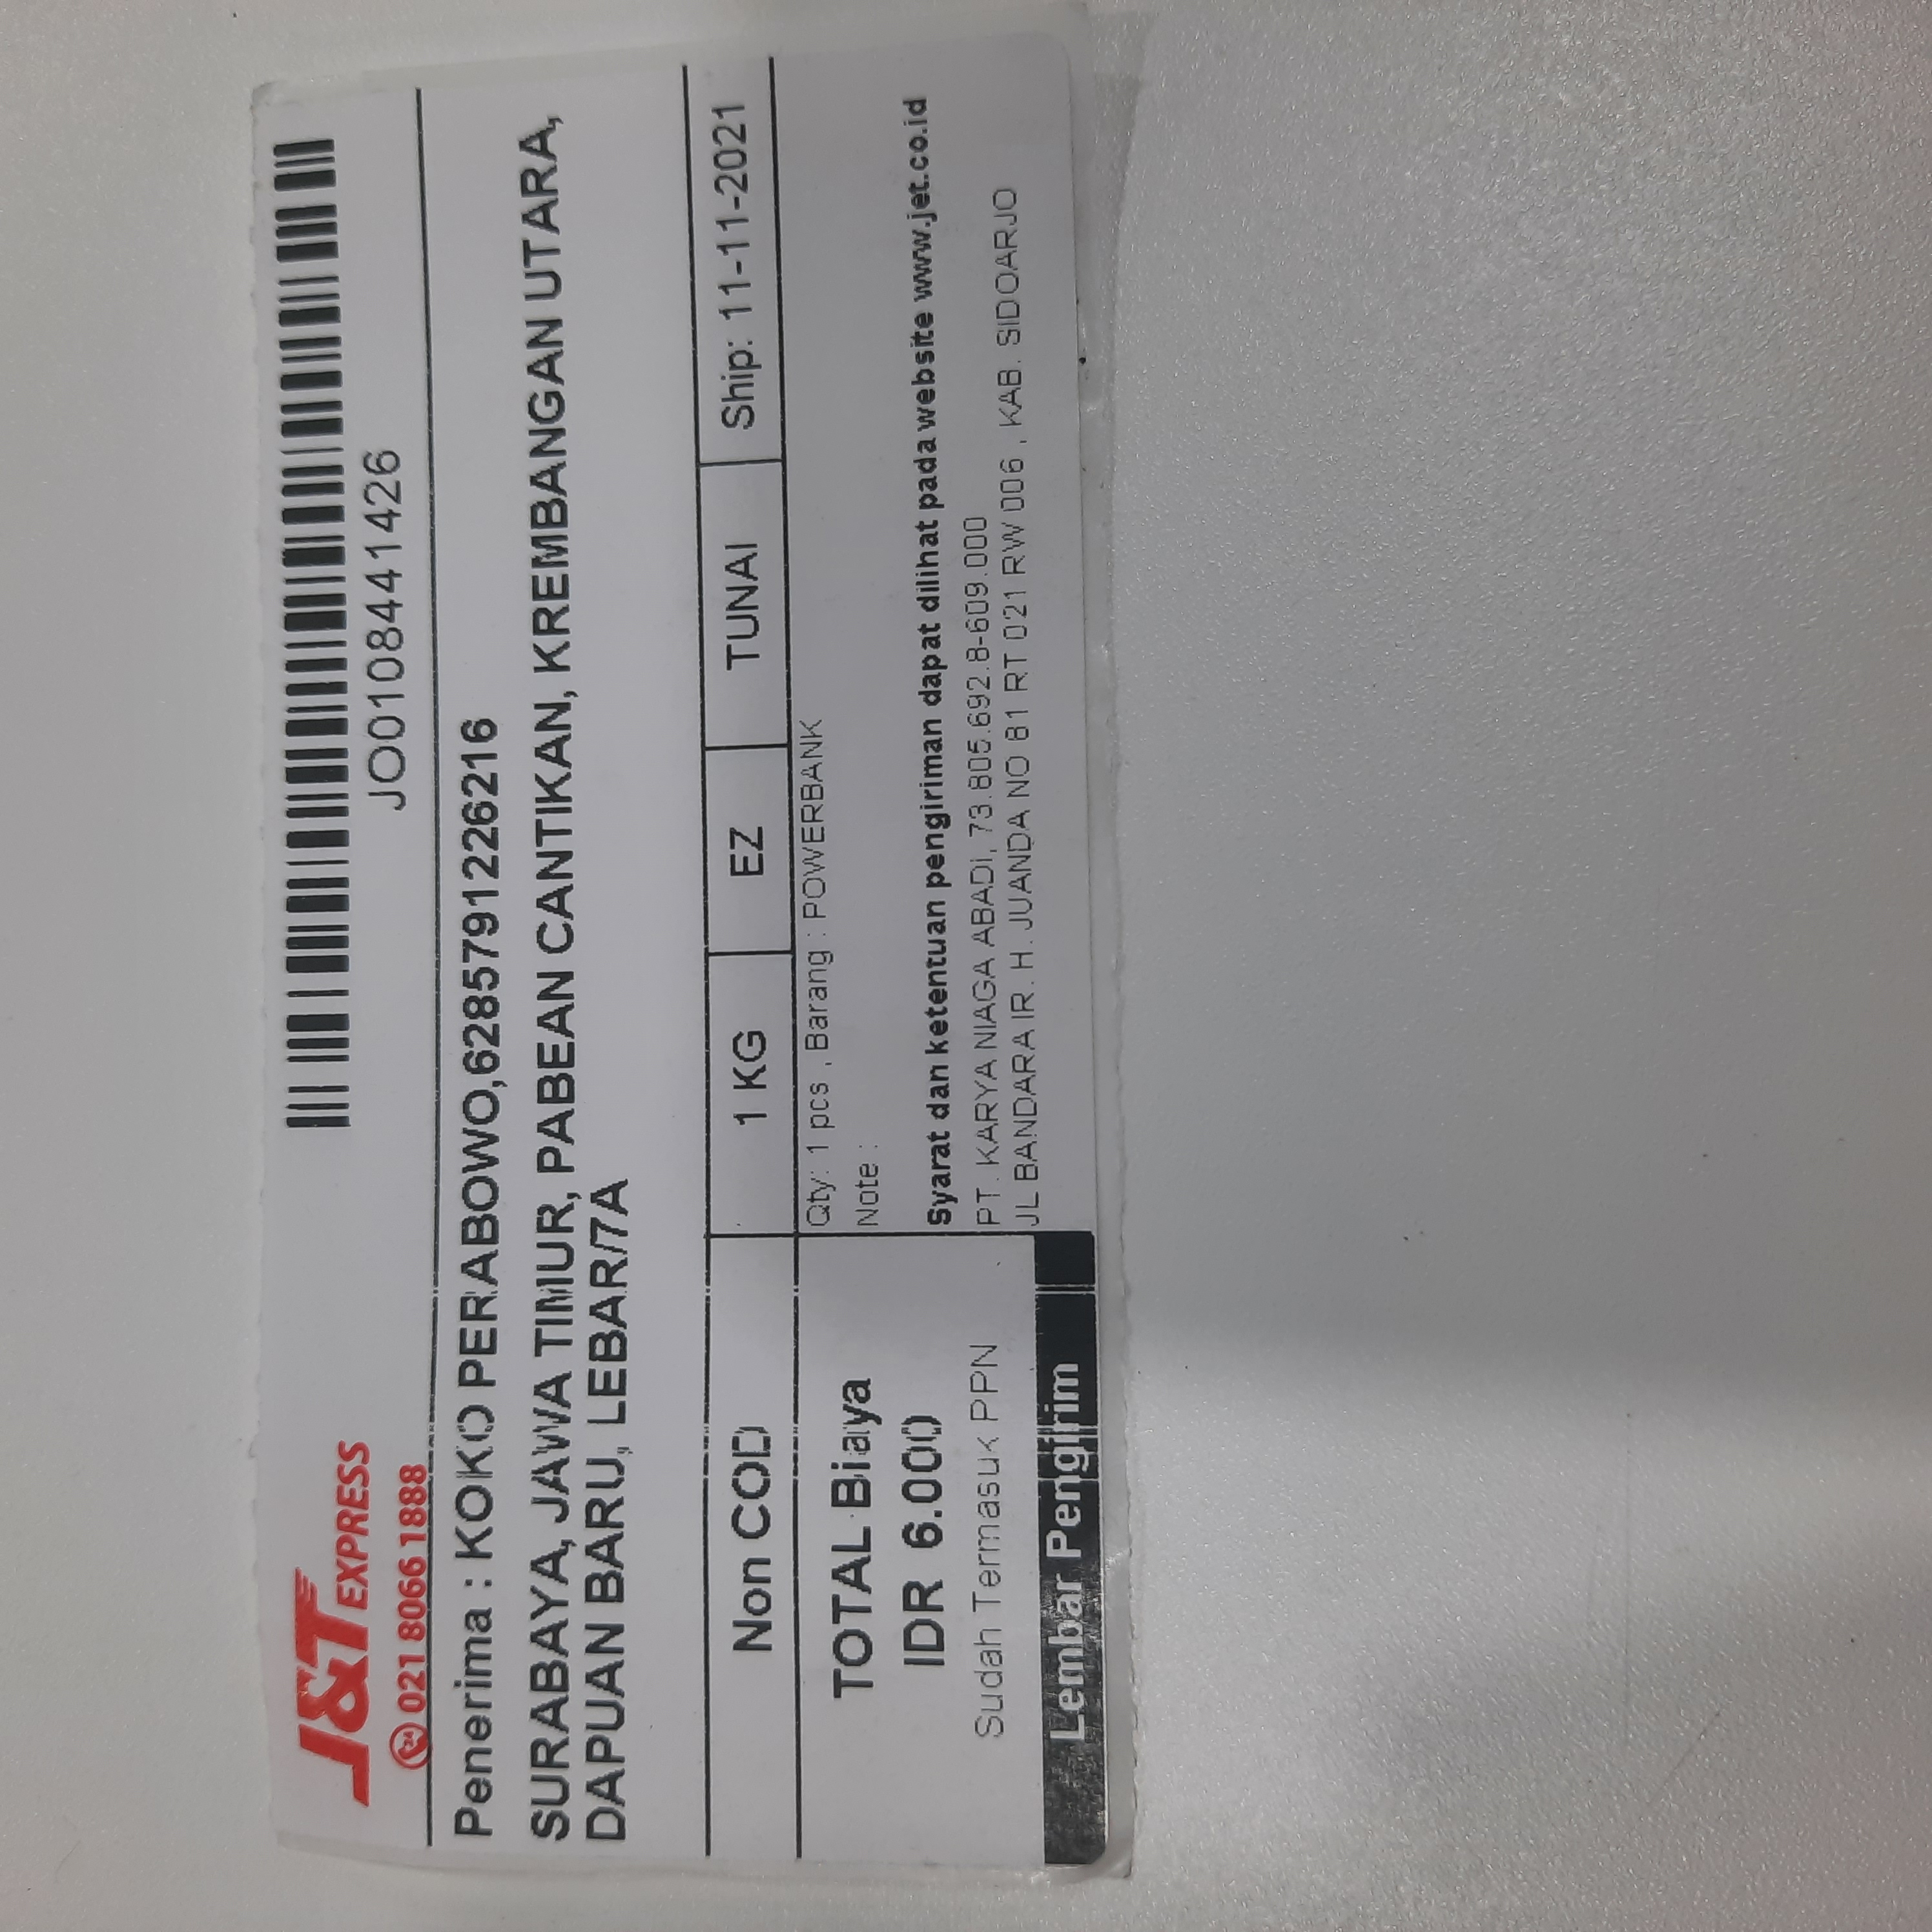 J&T EXPRESS
24 021 8066 1888
JO0108441426
Penerima : KOKO PERABOWO,6285791226216
SURABAYA, JAWA TIMUR, PABEAN CANTIKAN, KREMBANGAN UTARA,
DAPUAN BARU, LEBAR/7A
Non COD 1 KG EZ TUNAI Ship: 11-11-2021
TOTAL Biaya
IDR 6.000
Sudah Termasuk PPN
Lembar Pengirim
Qty: 1 pcs , Barang : POWERBANK
Note :
Syarat dan ketentuan pengiriman dapat dilihat pada website www.jet.co.id
PT. KARYA NIAGA ABADI, 73.805.692.8-609.000
JL BANDARA IR. H. JUANDA NO 81 RT 021 RW 006 , KAB. SIDOARJO